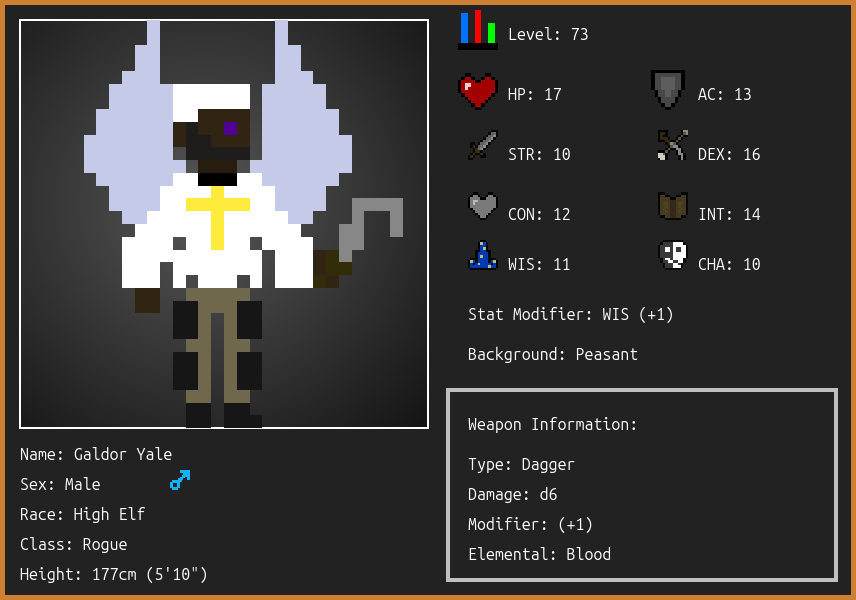 Level: 73
HP: 17
AC: 13
STR: 10
DEX: 16
CON: 12
INT: 14
WIS: 11
CHA: 10
Stat Modifier: WIS (+1)
Background: Peasant
Weapon Information:
Type: Dagger
Damage: d6
Modifier: (+1)
Elemental: Blood
Name: Galdor Yale
Sex: Male
Race: High Elf
Class: Rogue
Height: 177cm (5'10")